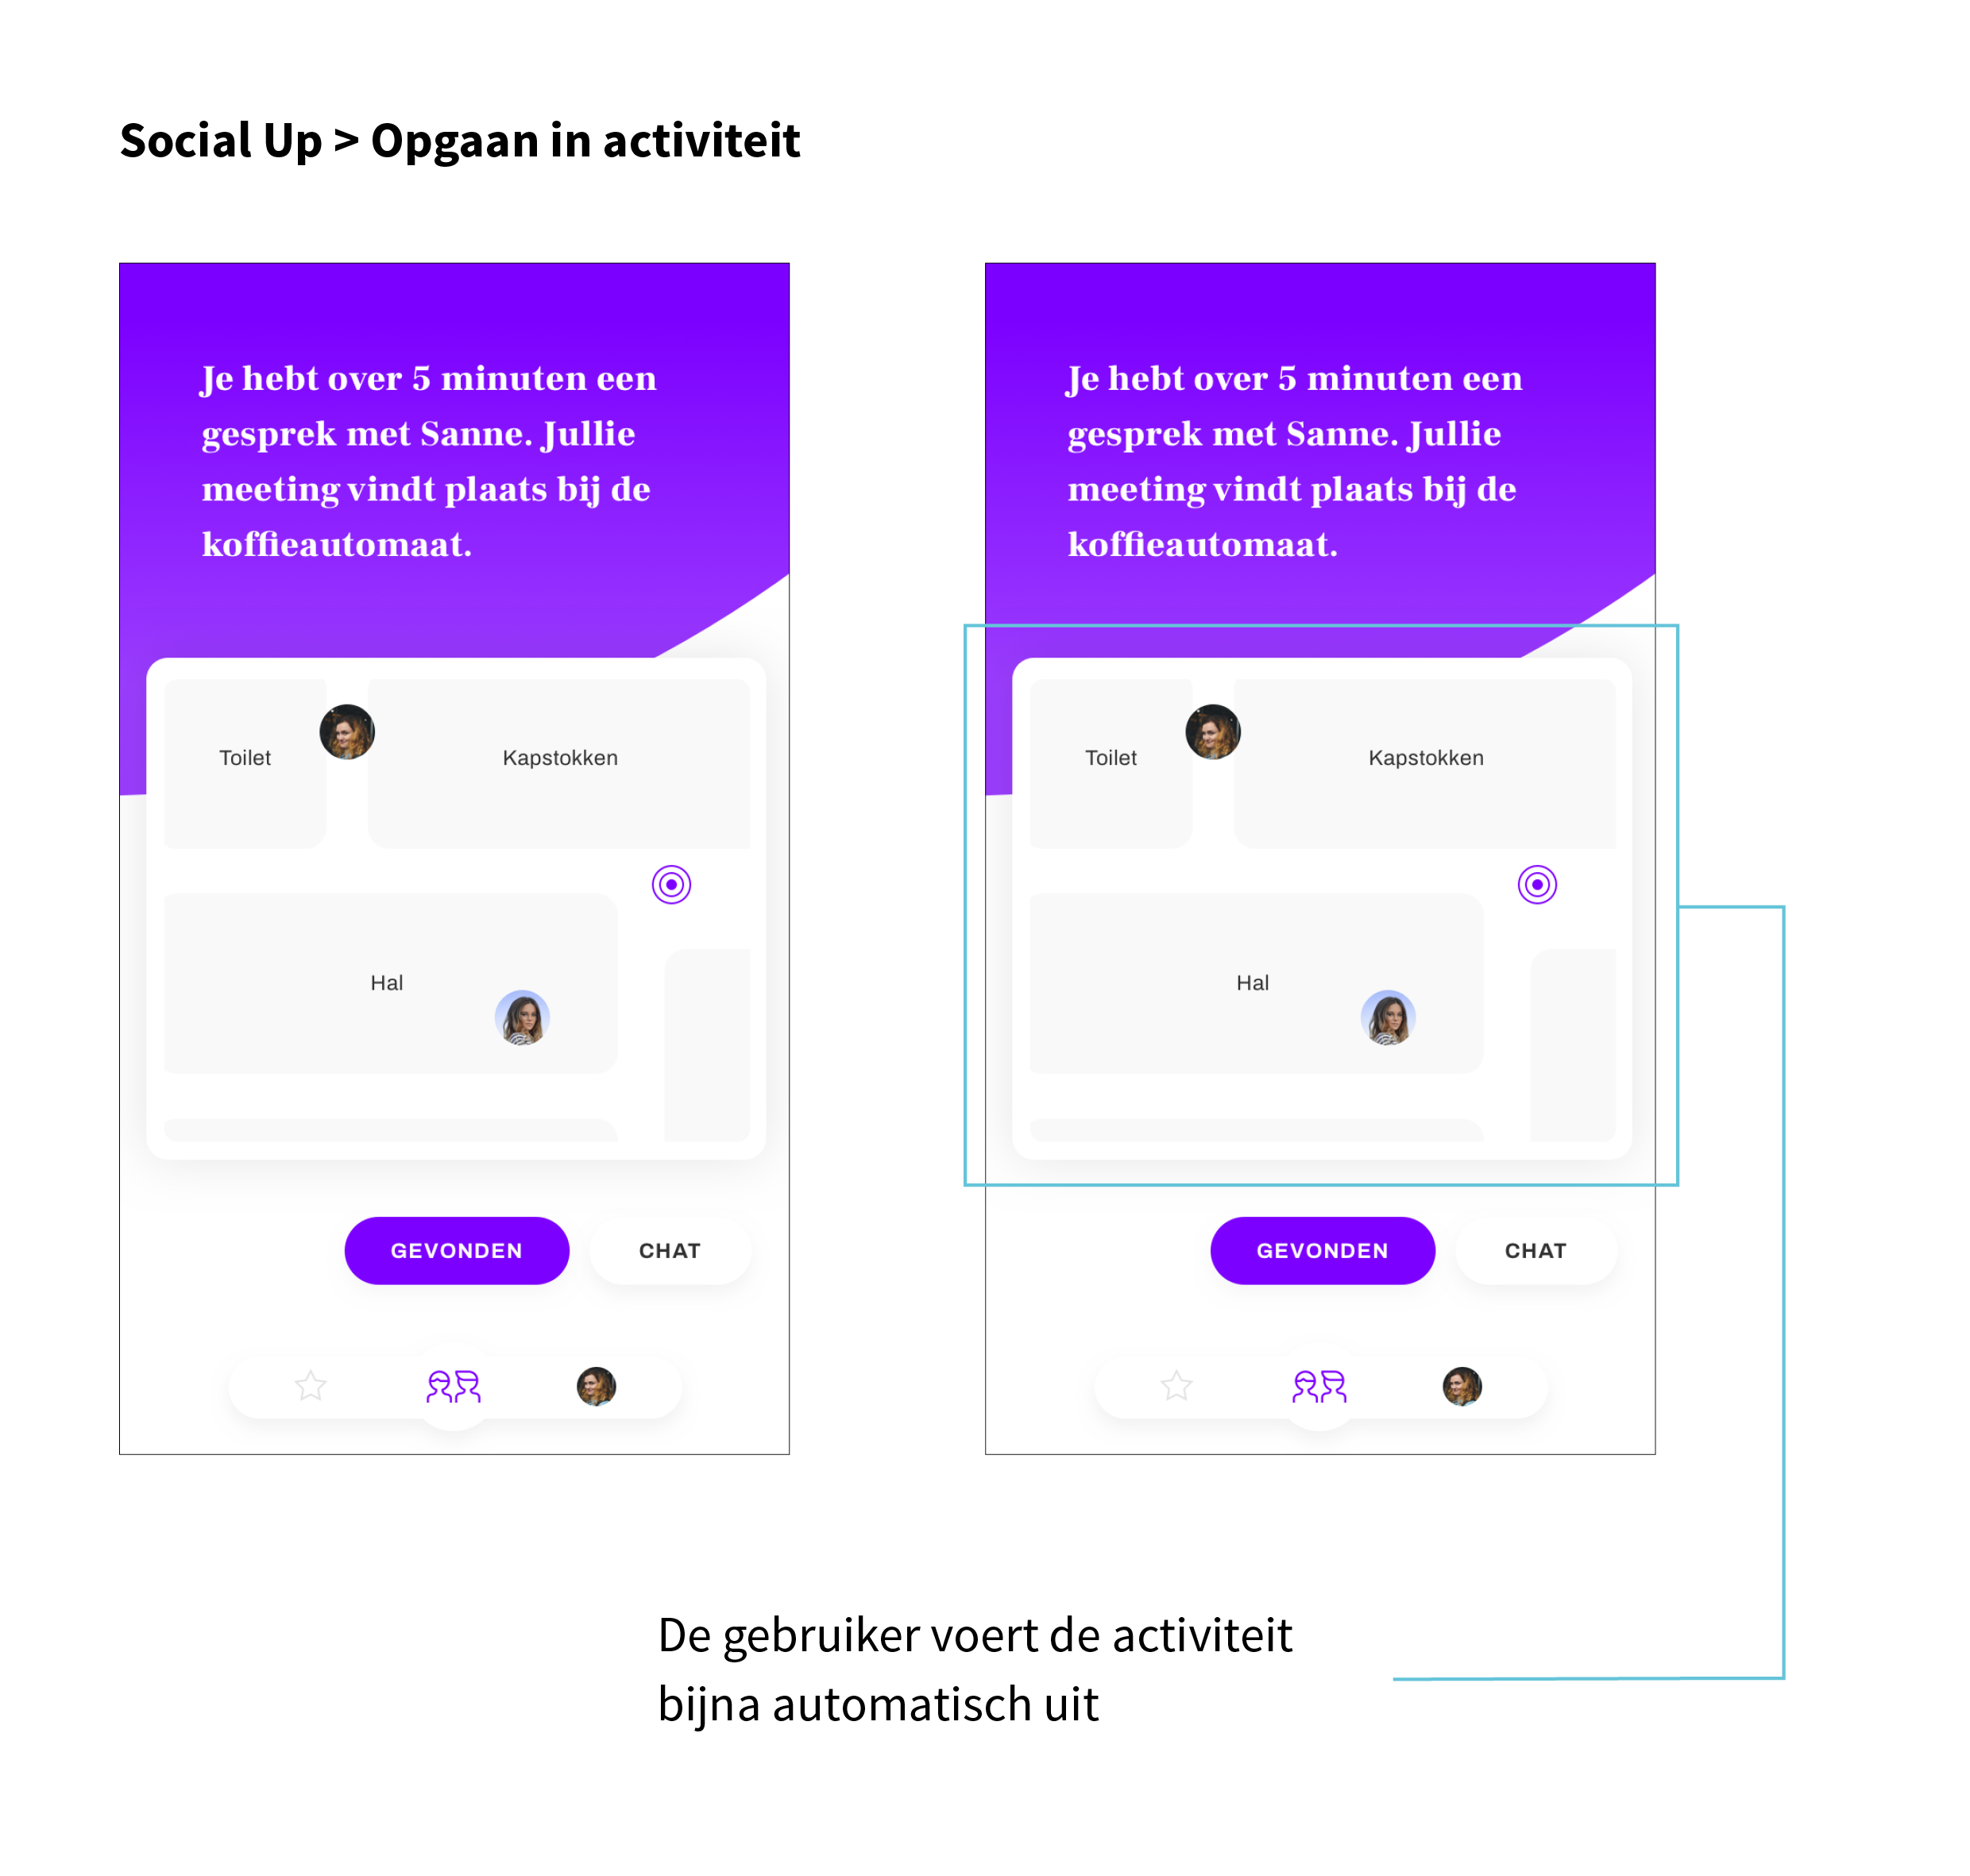 Social Up > Opgaan in activiteit
Je hebt over 5 minuten een
gesprek met Sanne. Jullie
meeting vindt plaats bij de
koffieautomaat.
Toilet
Kapstokken
Hal
GEVONDEN
CHAT
Je hebt over 5 minuten een
gesprek met Sanne. Jullie
meeting vindt plaats bij de
koffieautomaat.
Toilet
Kapstokken
Hal
GEVONDEN
CHAT
De gebruiker voert de activiteit
bijna automatisch uit